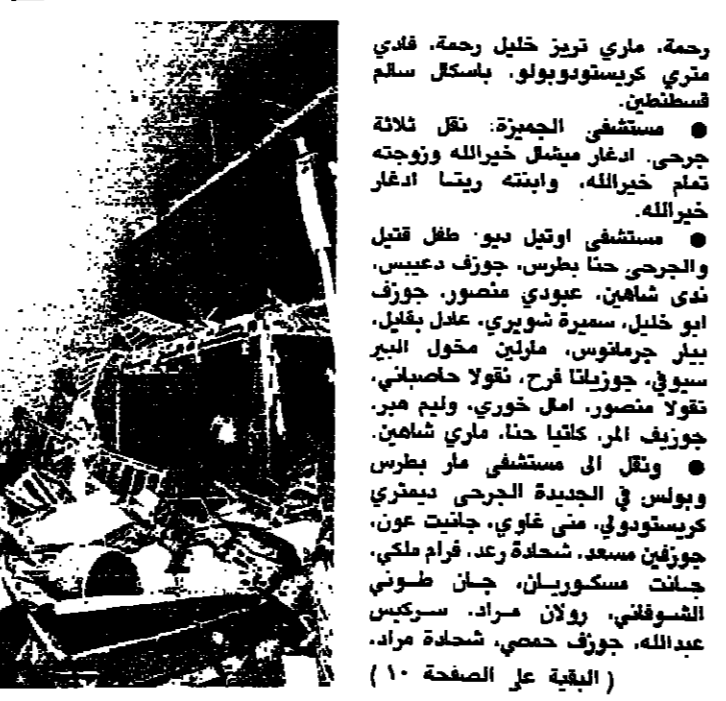 رحمة، ماري تريز خليل رحمة، فادي
متري كريستودوبولو، باسكال سالم
قسطنطين.
● مستشفى الجميزة: نقل ثلاثة
جرحى. ادغار ميشال خيرالله وزوجته
تملم خيرالله، وابنته ريتا ادغار
خيرالله.
● مستشفى اوتيل ديو: طفل قتيل
والجرحى حنا بطرس، جوزف دعيبس،
ندى شاهين، عبودي منصور، جوزف
ابو خليل، سميرة شويري، عادل بقليل،
بيار جرمانوس، مارلين مخول البير
سيوفي، جوزيانا فرح، نقولا حاصباني،
نقولا منصور، امال خوري، وليم هبر،
جوزيف المر، كاتيا حنا، ماري شاهين.
● ونقل الى مستشفى مار بطرس
وبولس في الجديدة الجرحى ديمتري
كريستودولي، منى غاوي، جانيت عون،
جوزفين مسعد، شحادة رعد، فرام ملكي،
جانت مسكوريان، جان طوني
الشوفاني، رولان مراد، سركيس
عبدالله، جوزف حمصي، شحادة مراد،
( البقية على الصفحة ١٠ )